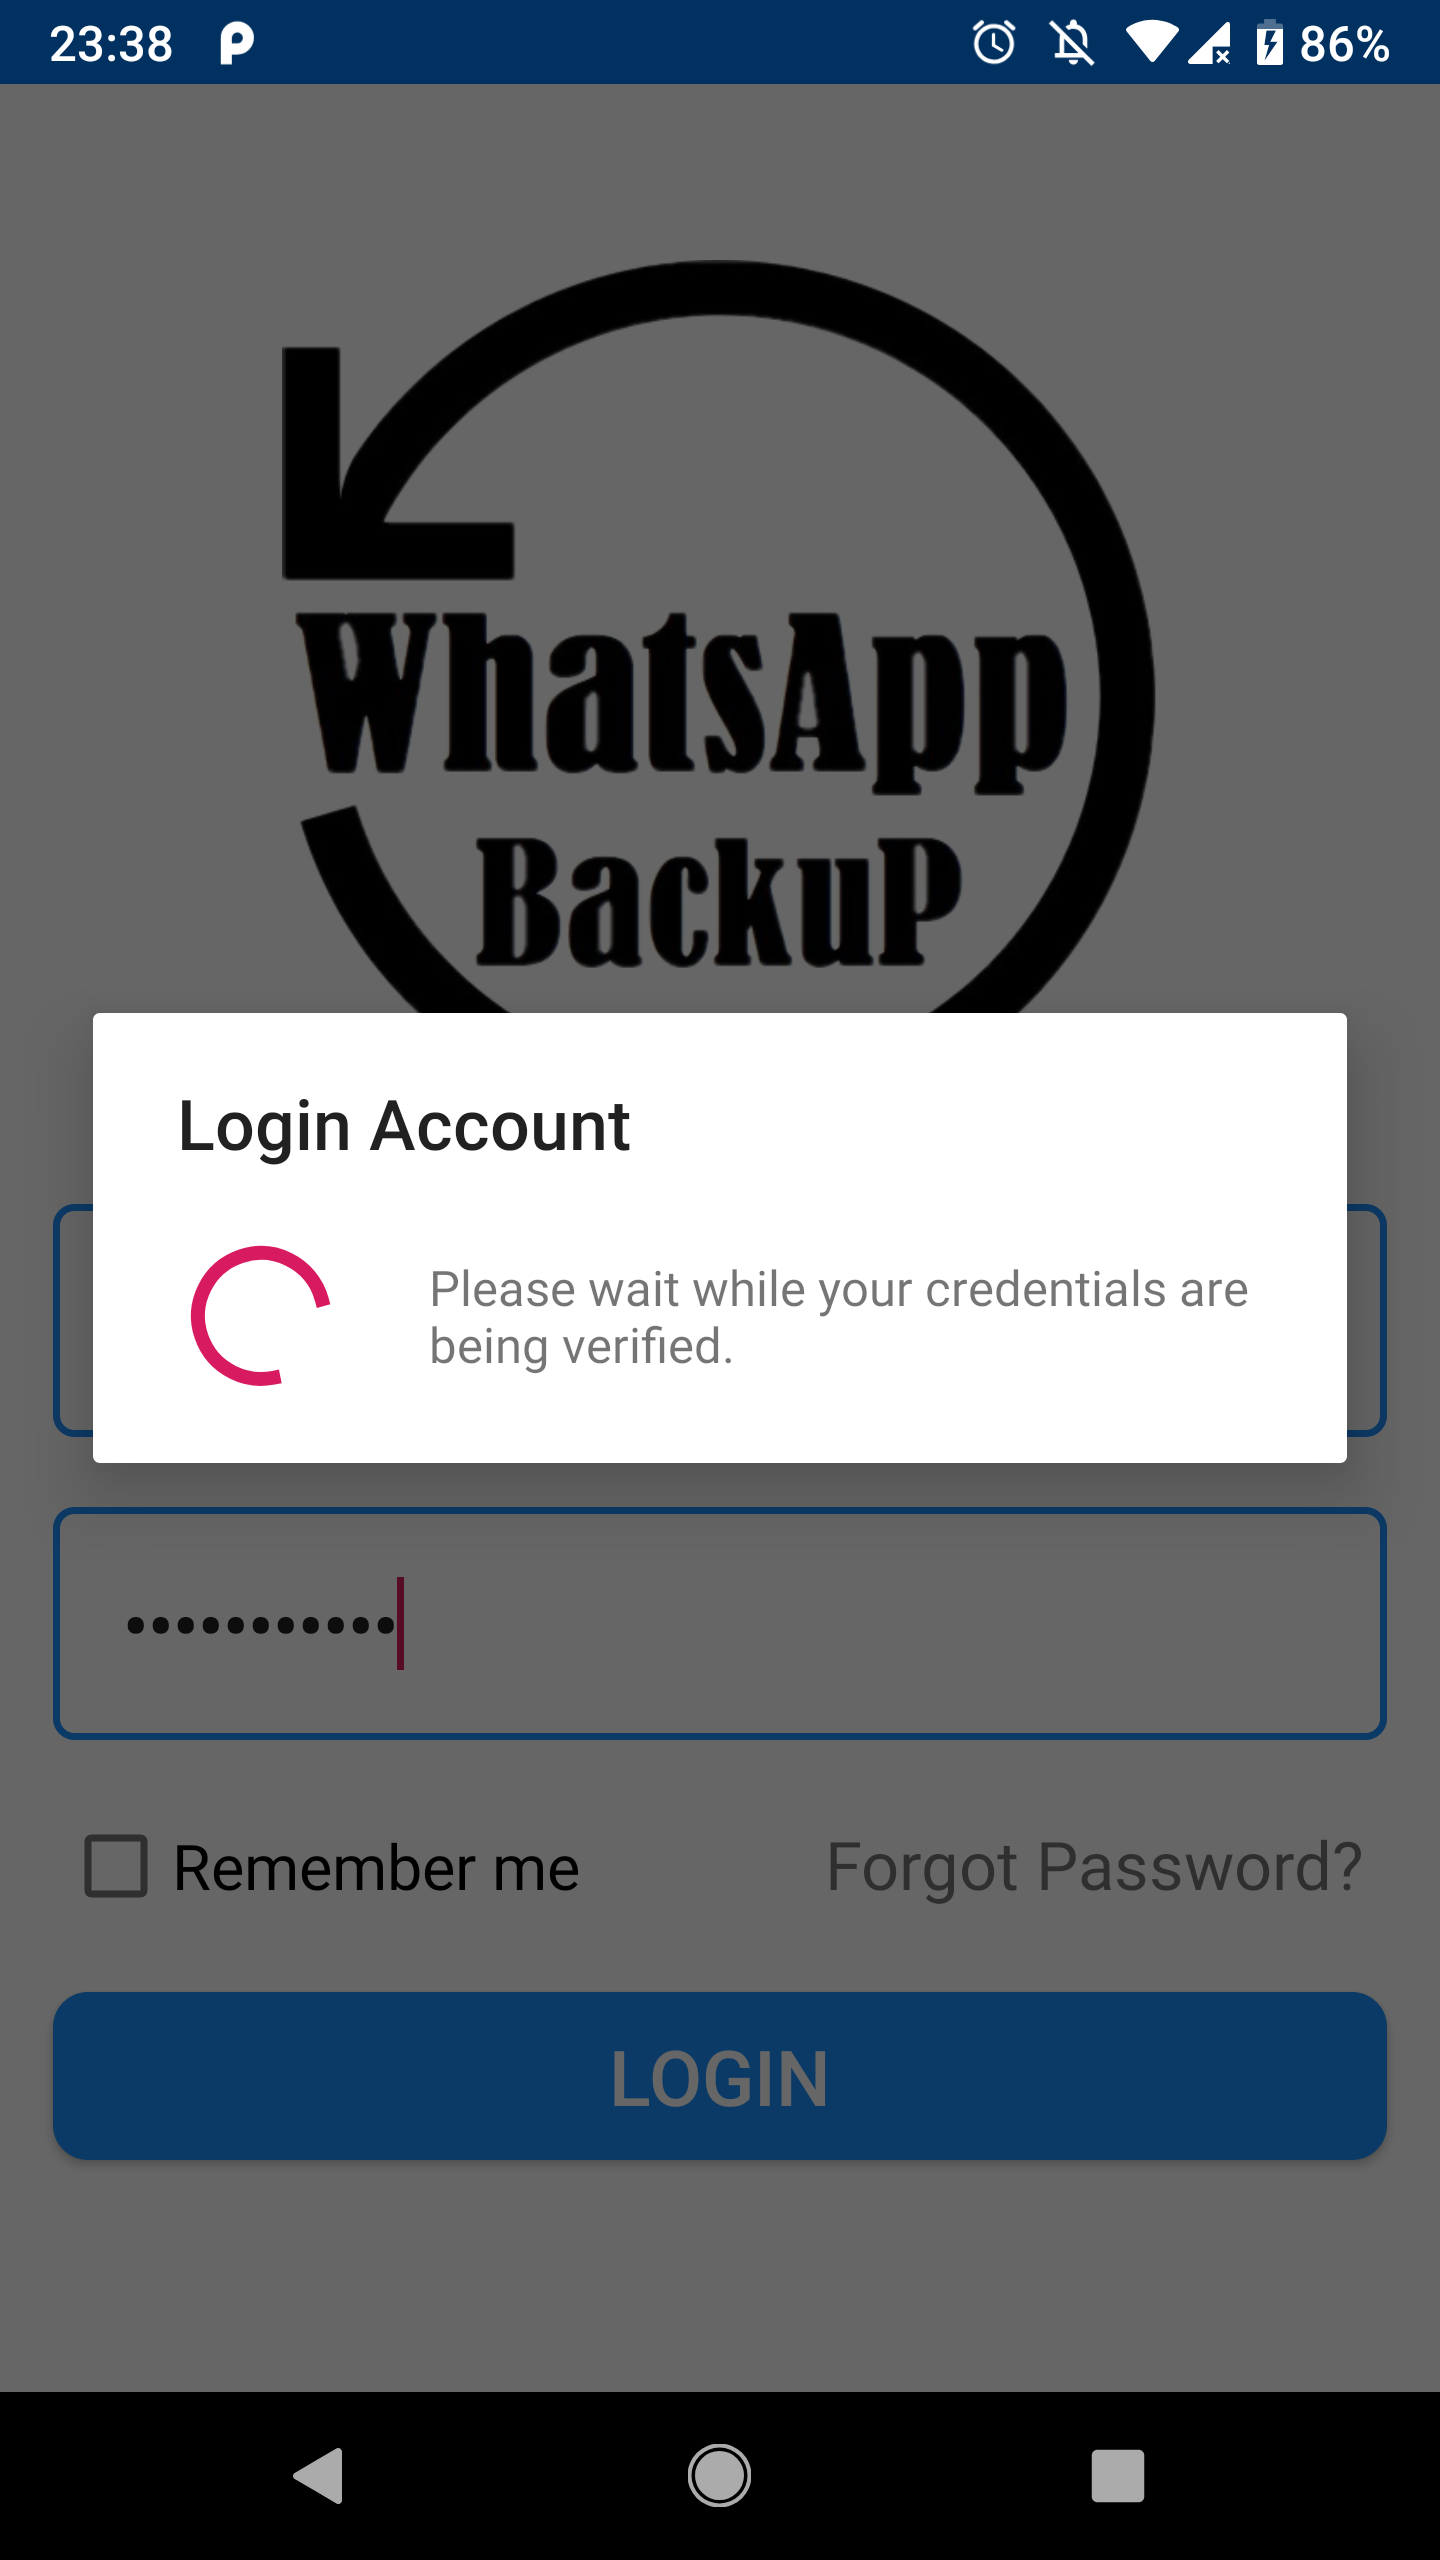 23:38
86%
WhatsApp
BackuP
Login Account
Please wait while your credentials are
being verified.
•••••••••••
Remember me
Forgot Password?
LOGIN